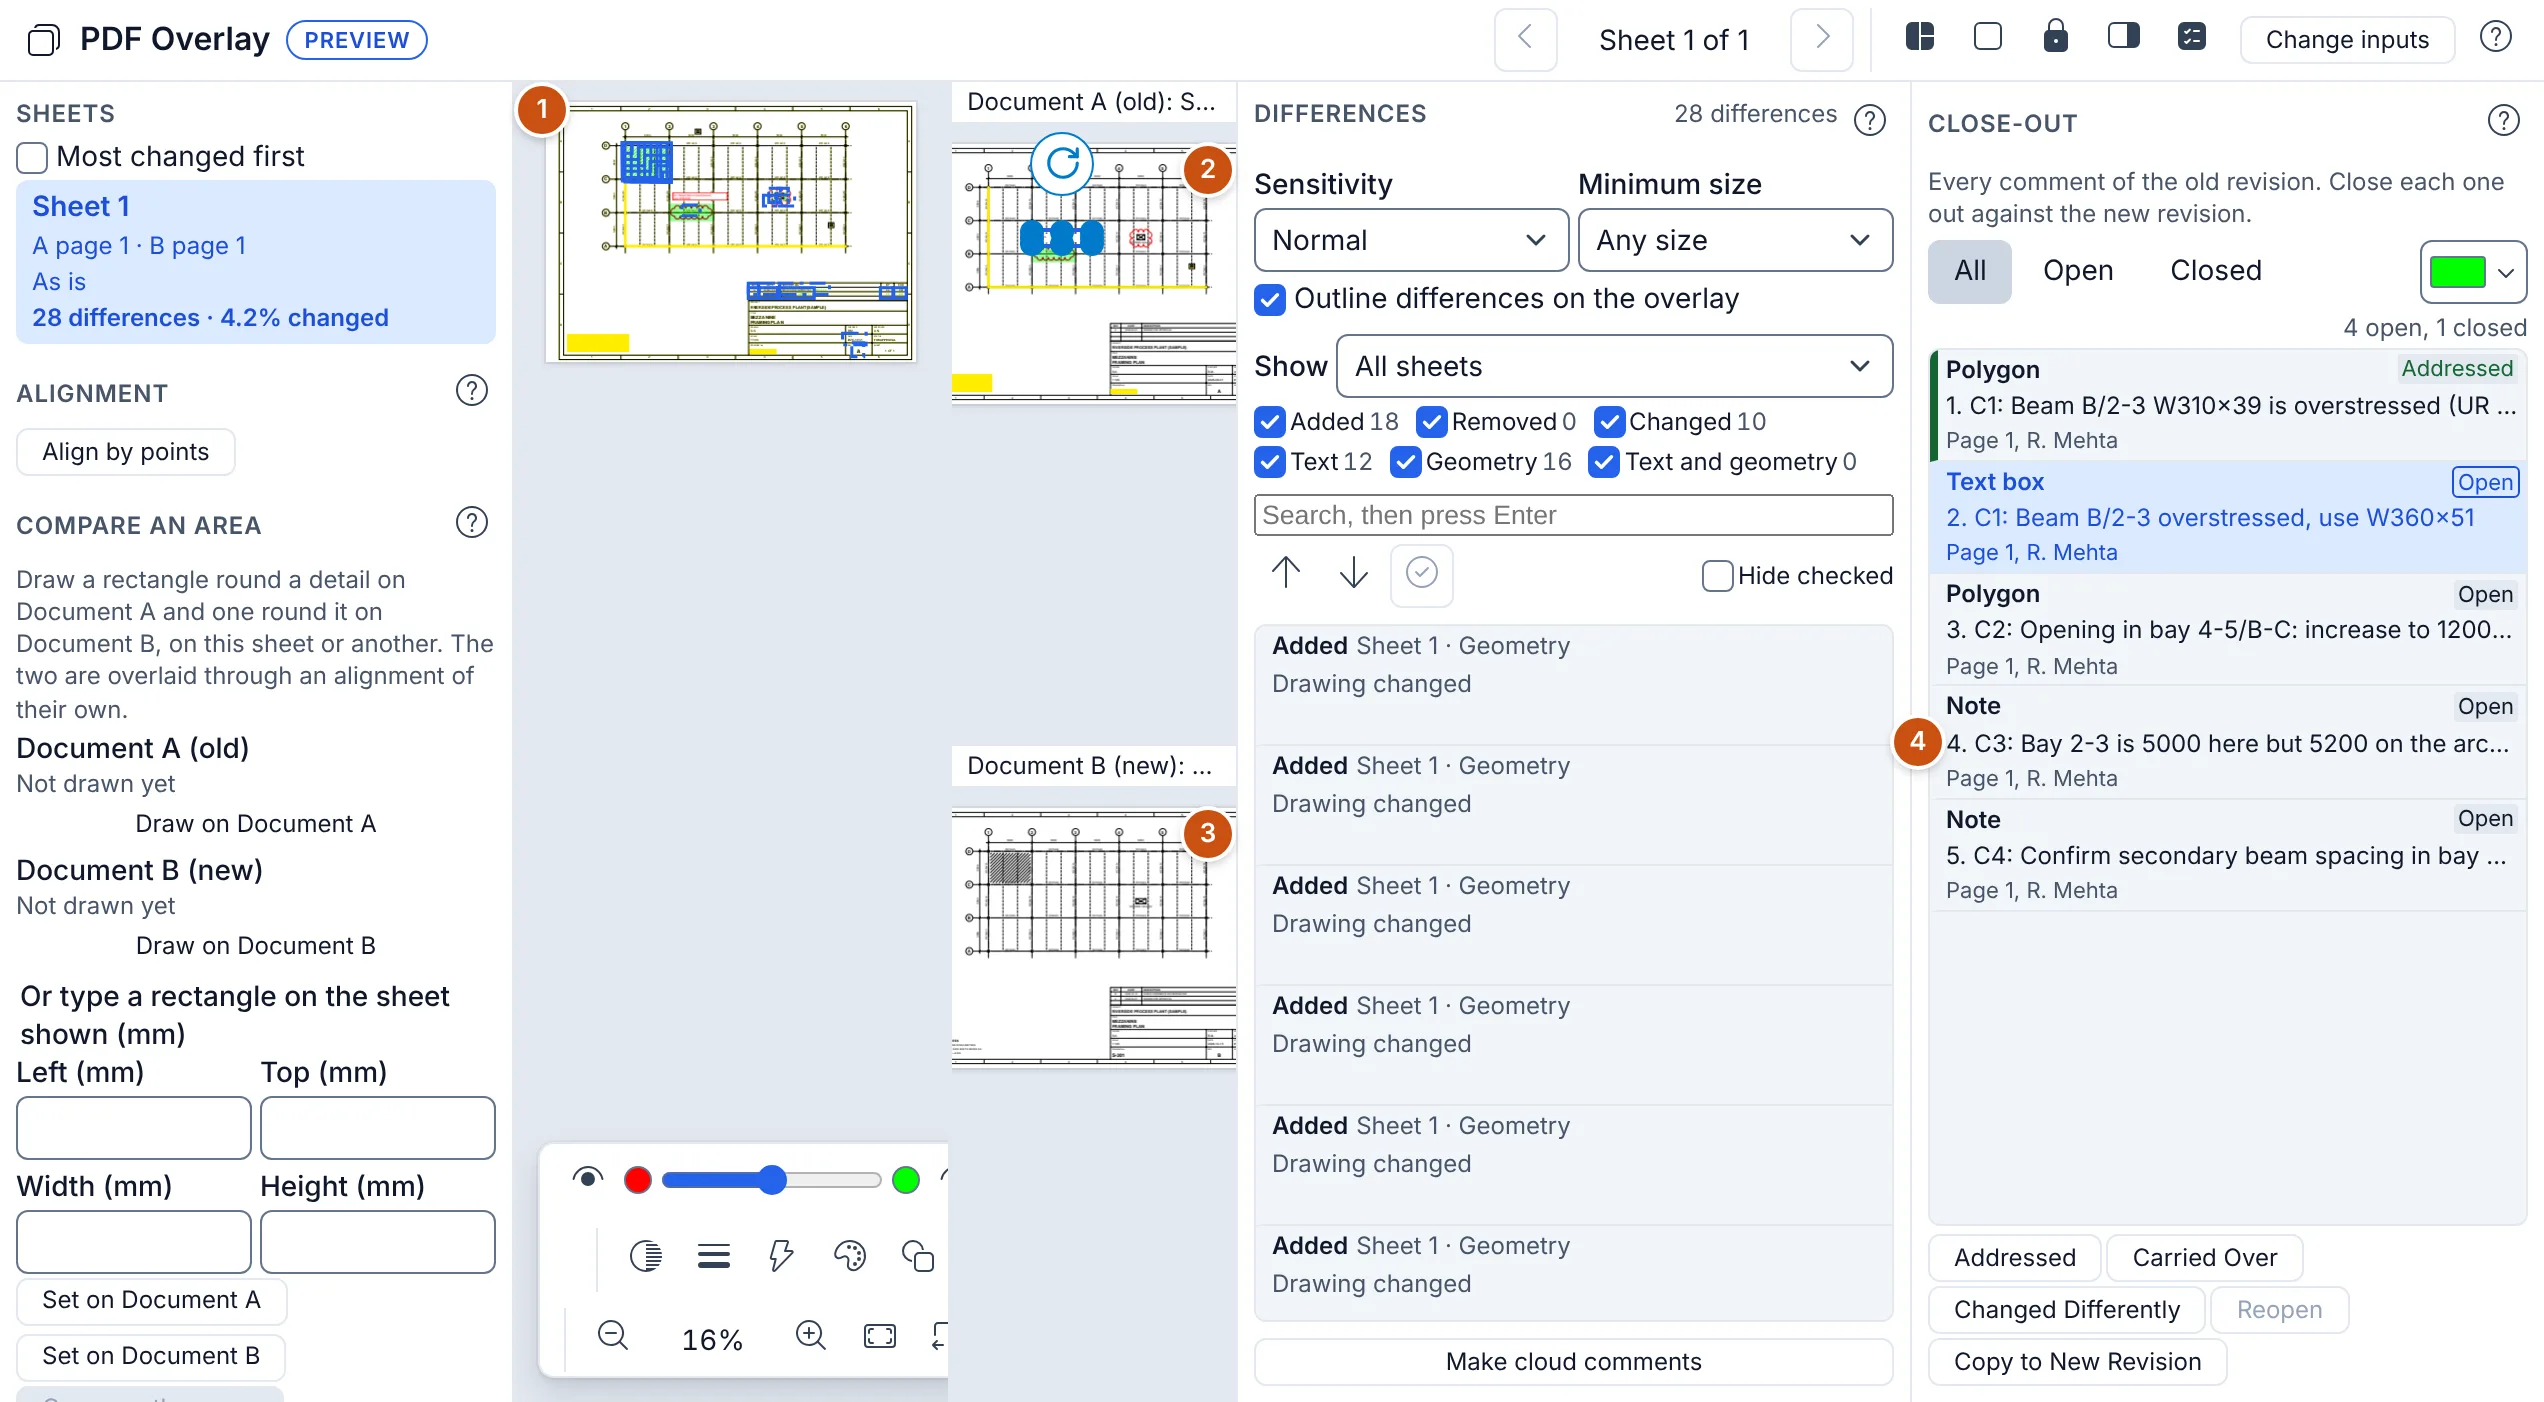 PDF Overlay PREVIEW
Sheet 1 of 1
Change inputs
SHEETS
Most changed first
Sheet 1
A page 1 · B page 1
As is
28 differences · 4.2% changed
ALIGNMENT
Align by points
COMPARE AN AREA
Draw a rectangle round a detail on
Document A and one round it on
Document B, on this sheet or another. The
two are overlaid through an alignment of
their own.
Document A (old)
Not drawn yet
Draw on Document A
Document B (new)
Not drawn yet
Draw on Document B
Or type a rectangle on the sheet
shown (mm)
Left (mm) Top (mm)
Width (mm) Height (mm)
Set on Document A
Set on Document B
1
16%
Document A (old): S...
2
Document B (new): ...
3
DIFFERENCES
28 differences
Sensitivity Minimum size
Normal Any size
Outline differences on the overlay
Show All sheets
Added 18 Removed 0 Changed 10
Text 12 Geometry 16 Text and geometry 0
Search, then press Enter
Hide checked
Added Sheet 1 · Geometry
Drawing changed
Added Sheet 1 · Geometry
Drawing changed
Added Sheet 1 · Geometry
Drawing changed
Added Sheet 1 · Geometry
Drawing changed
Added Sheet 1 · Geometry
Drawing changed
Added Sheet 1 · Geometry
Drawing changed
Make cloud comments
CLOSE-OUT
Every comment of the old revision. Close each one
out against the new revision.
All Open Closed
4 open, 1 closed
Polygon Addressed
1. C1: Beam B/2-3 W310×39 is overstressed (UR ...
Page 1, R. Mehta
Text box Open
2. C1: Beam B/2-3 overstressed, use W360×51
Page 1, R. Mehta
Polygon Open
3. C2: Opening in bay 4-5/B-C: increase to 1200...
Page 1, R. Mehta
Note Open
4
4. C3: Bay 2-3 is 5000 here but 5200 on the arc...
Page 1, R. Mehta
Note Open
5. C4: Confirm secondary beam spacing in bay ...
Page 1, R. Mehta
Addressed Carried Over
Changed Differently Reopen
Copy to New Revision